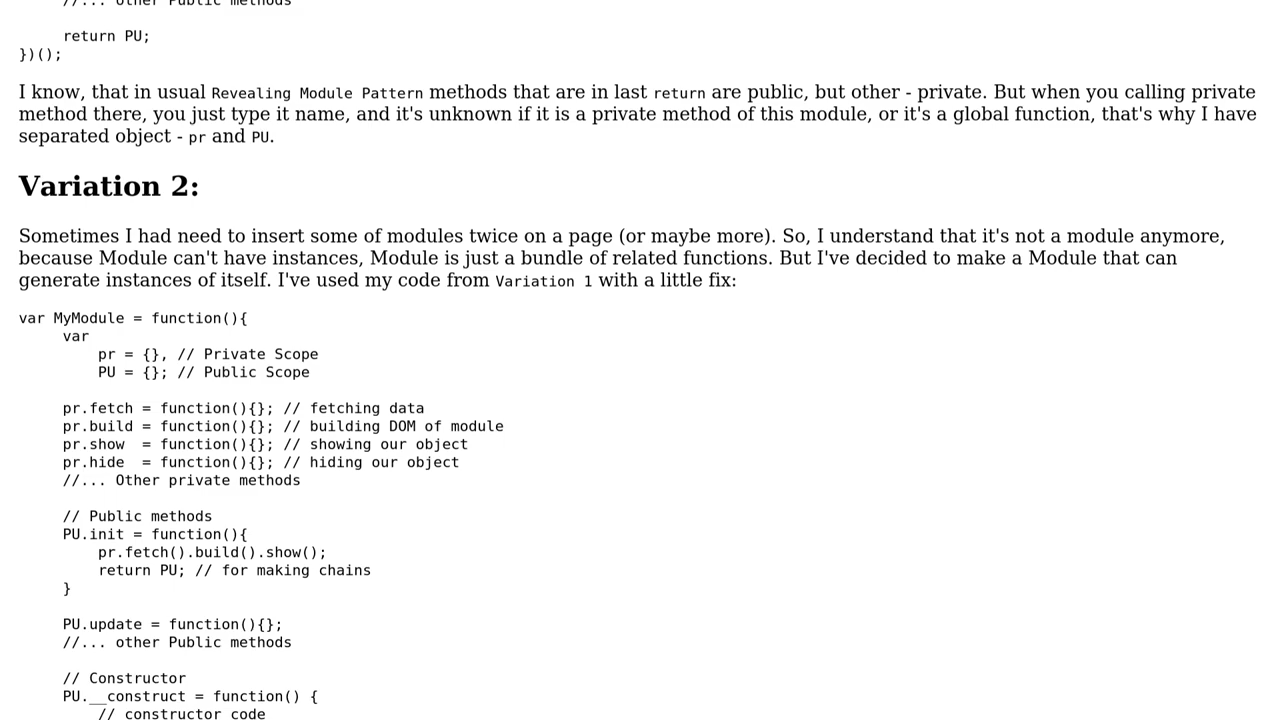 //... other Public methods
return PU;
})();
I know, that in usual Revealing Module Pattern methods that are in last return are public, but other - private. But when you calling private
method there, you just type it name, and it's unknown if it is a private method of this module, or it's a global function, that's why I have
separated object - pr and PU.
Variation 2:
Sometimes I had need to insert some of modules twice on a page (or maybe more). So, I understand that it's not a module anymore,
because Module can't have instances, Module is just a bundle of related functions. But I've decided to make a Module that can
generate instances of itself. I've used my code from Variation 1 with a little fix:
var MyModule = function(){
var
pr = {}, // Private Scope
PU = {}; // Public Scope
pr.fetch = function(){}; // fetching data
pr.build = function(){}; // building DOM of module
pr.show  = function(){}; // showing our object
pr.hide  = function(){}; // hiding our object
//... Other private methods
// Public methods
PU.init = function(){
pr.fetch().build().show();
return PU; // for making chains
}
PU.update = function(){};
//... other Public methods
// Constructor
PU.__construct = function() {
// constructor code